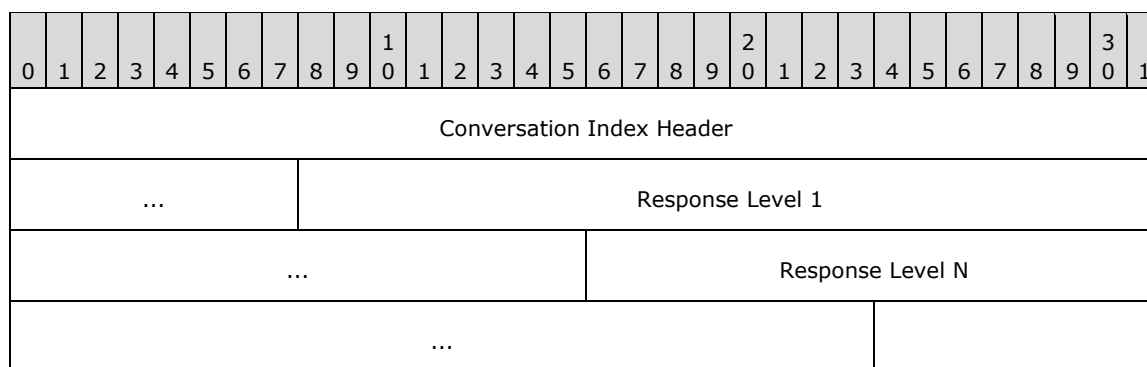 1 2 3
0 1 2 3 4 5 6 7 8 9 0 1 2 3 4 5 6 7 8 9 0 1 2 3 4 5 6 7 8 9 0 1
Conversation Index Header
... Response Level 1
... Response Level N
...